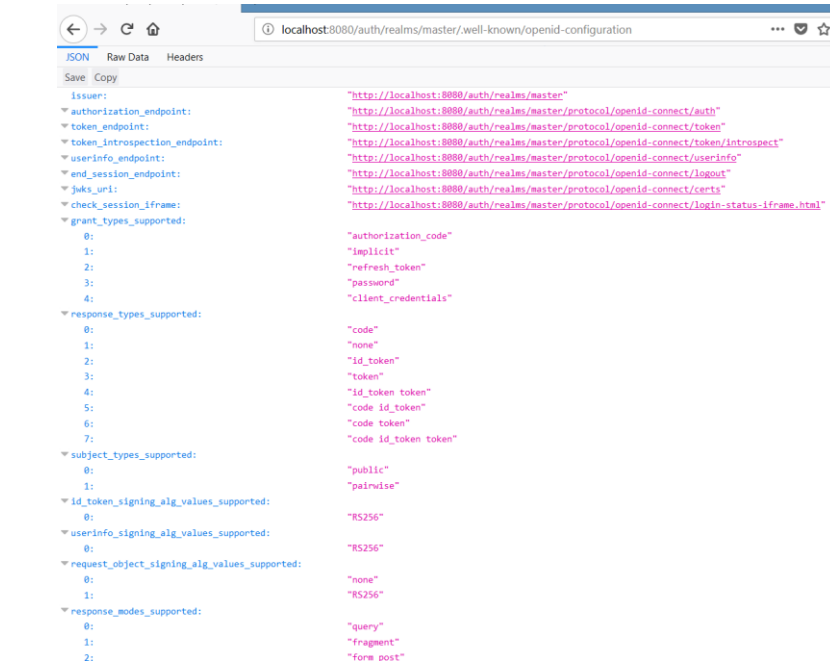 localhost:8080/auth/realms/master/.well-known/openid-configuration
JSON Raw Data Headers
Save Copy
issuer: "http://localhost:8080/auth/realms/master"
authorization_endpoint: "http://localhost:8080/auth/realms/master/protocol/openid-connect/auth"
token_endpoint: "http://localhost:8080/auth/realms/master/protocol/openid-connect/token"
token_introspection_endpoint: "http://localhost:8080/auth/realms/master/protocol/openid-connect/token/introspect"
userinfo_endpoint: "http://localhost:8080/auth/realms/master/protocol/openid-connect/userinfo"
end_session_endpoint: "http://localhost:8080/auth/realms/master/protocol/openid-connect/logout"
jwks_uri: "http://localhost:8080/auth/realms/master/protocol/openid-connect/certs"
check_session_iframe: "http://localhost:8080/auth/realms/master/protocol/openid-connect/login-status-iframe.html"
grant_types_supported:
0: "authorization_code"
1: "implicit"
2: "refresh_token"
3: "password"
4: "client_credentials"
response_types_supported:
0: "code"
1: "none"
2: "id_token"
3: "token"
4: "id_token token"
5: "code id_token"
6: "code token"
7: "code id_token token"
subject_types_supported:
0: "public"
1: "pairwise"
id_token_signing_alg_values_supported:
0: "RS256"
userinfo_signing_alg_values_supported:
0: "RS256"
request_object_signing_alg_values_supported:
0: "none"
1: "RS256"
response_modes_supported:
0: "query"
1: "fragment"
2: "form_post"